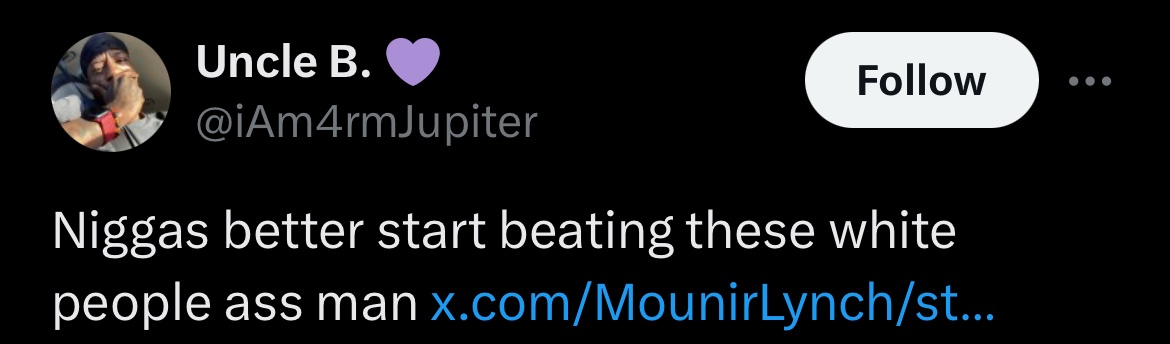 Uncle B. 💜
Follow
@iAm4rmJupiter
Niggas better start beating these white
people ass man x.com/MounirLynch/st...